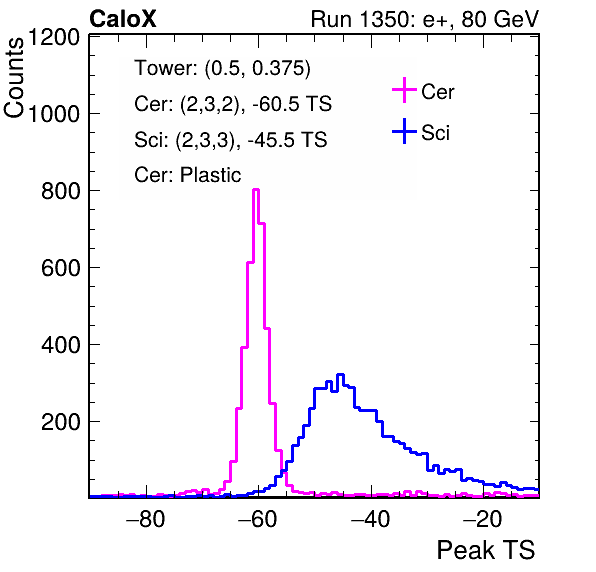 CaloX Run 1350: e+, 80 GeV
Counts
1200
1000
800
600
400
200
Tower: (0.5, 0.375)
Cer: (2,3,2), -60.5 TS
Sci: (2,3,3), -45.5 TS
Cer: Plastic
Cer
Sci
−80 −60 −40 −20
Peak TS